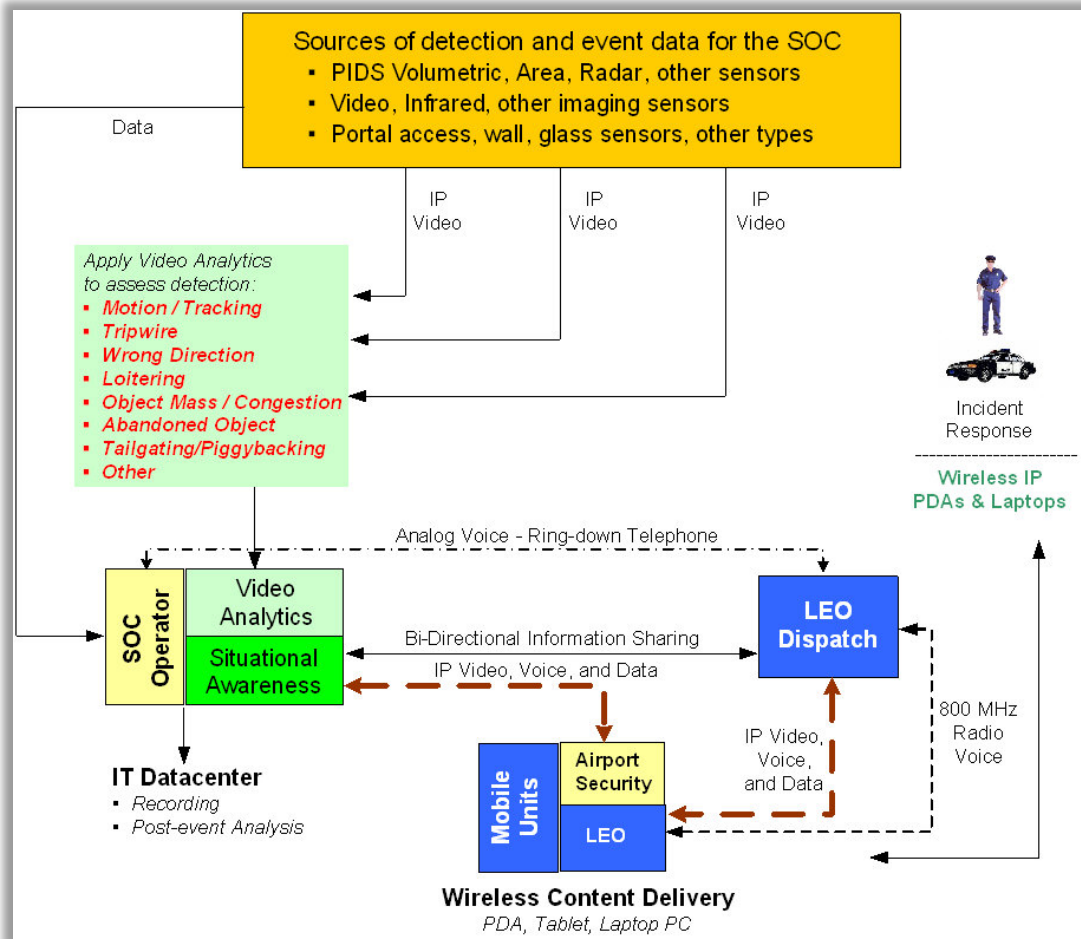 Sources of detection and event data for the SOC
▪ PIDS Volumetric, Area, Radar, other sensors
▪ Video, Infrared, other imaging sensors
▪ Portal access, wall, glass sensors, other types
Data
IP
Video
IP
Video
IP
Video
Apply Video Analytics
to assess detection:
▪ Motion / Tracking
▪ Tripwire
▪ Wrong Direction
▪ Loitering
▪ Object Mass / Congestion
▪ Abandoned Object
▪ Tailgating/Piggybacking
▪ Other
Incident
Response
Wireless IP
PDAs & Laptops
Analog Voice - Ring-down Telephone
SOC
Operator
Video
Analytics
Situational
Awareness
Bi-Directional Information Sharing
IP Video, Voice, and Data
LEO
Dispatch
800 MHz
Radio
Voice
IP Video,
Voice,
and Data
IT Datacenter
▪ Recording
▪ Post-event Analysis
Mobile
Units
Airport
Security
LEO
Wireless Content Delivery
PDA, Tablet, Laptop PC